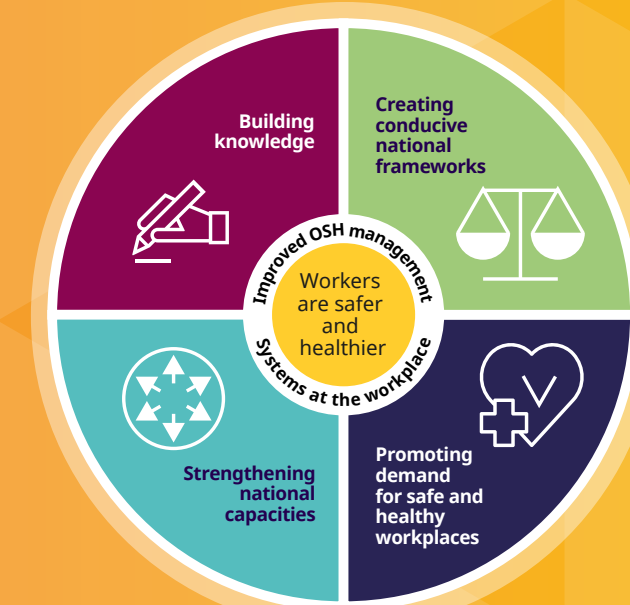 Building
knowledge
Creating
conducive
national
frameworks
Improved OSH management
Workers
are safer
and
healthier
Systems at the workplace
Strengthening
national
capacities
Promoting
demand
for safe and
healthy
workplaces